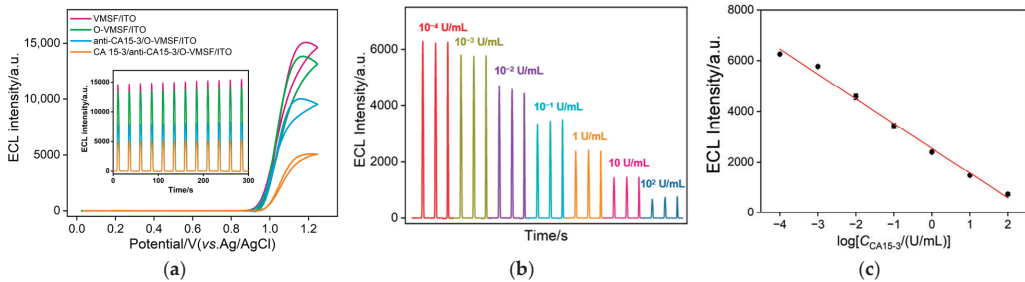 VMSF/ITO
O-VMSF/ITO
anti-CA15-3/O-VMSF/ITO
CA 15-3/anti-CA15-3/O-VMSF/ITO
15,000
10,000
5000
0
ECL intensity/a.u.
0.0 0.2 0.4 0.6 0.8 1.0 1.2
Potential/V(vs.Ag/AgCl)
15000
10000
5000
0
ECL intensity/a.u.
0 100 200 300
Time/s
(a)
10⁻⁴ U/mL
10⁻³ U/mL
10⁻² U/mL
10⁻¹ U/mL
1 U/mL
10 U/mL
10² U/mL
6000
4000
2000
0
ECL Intensity/a.u.
Time/s
(b)
8000
6000
4000
2000
0
ECL Intensity/a.u.
-4 -3 -2 -1 0 1 2
log[C_CA15-3/(U/mL)]
(c)